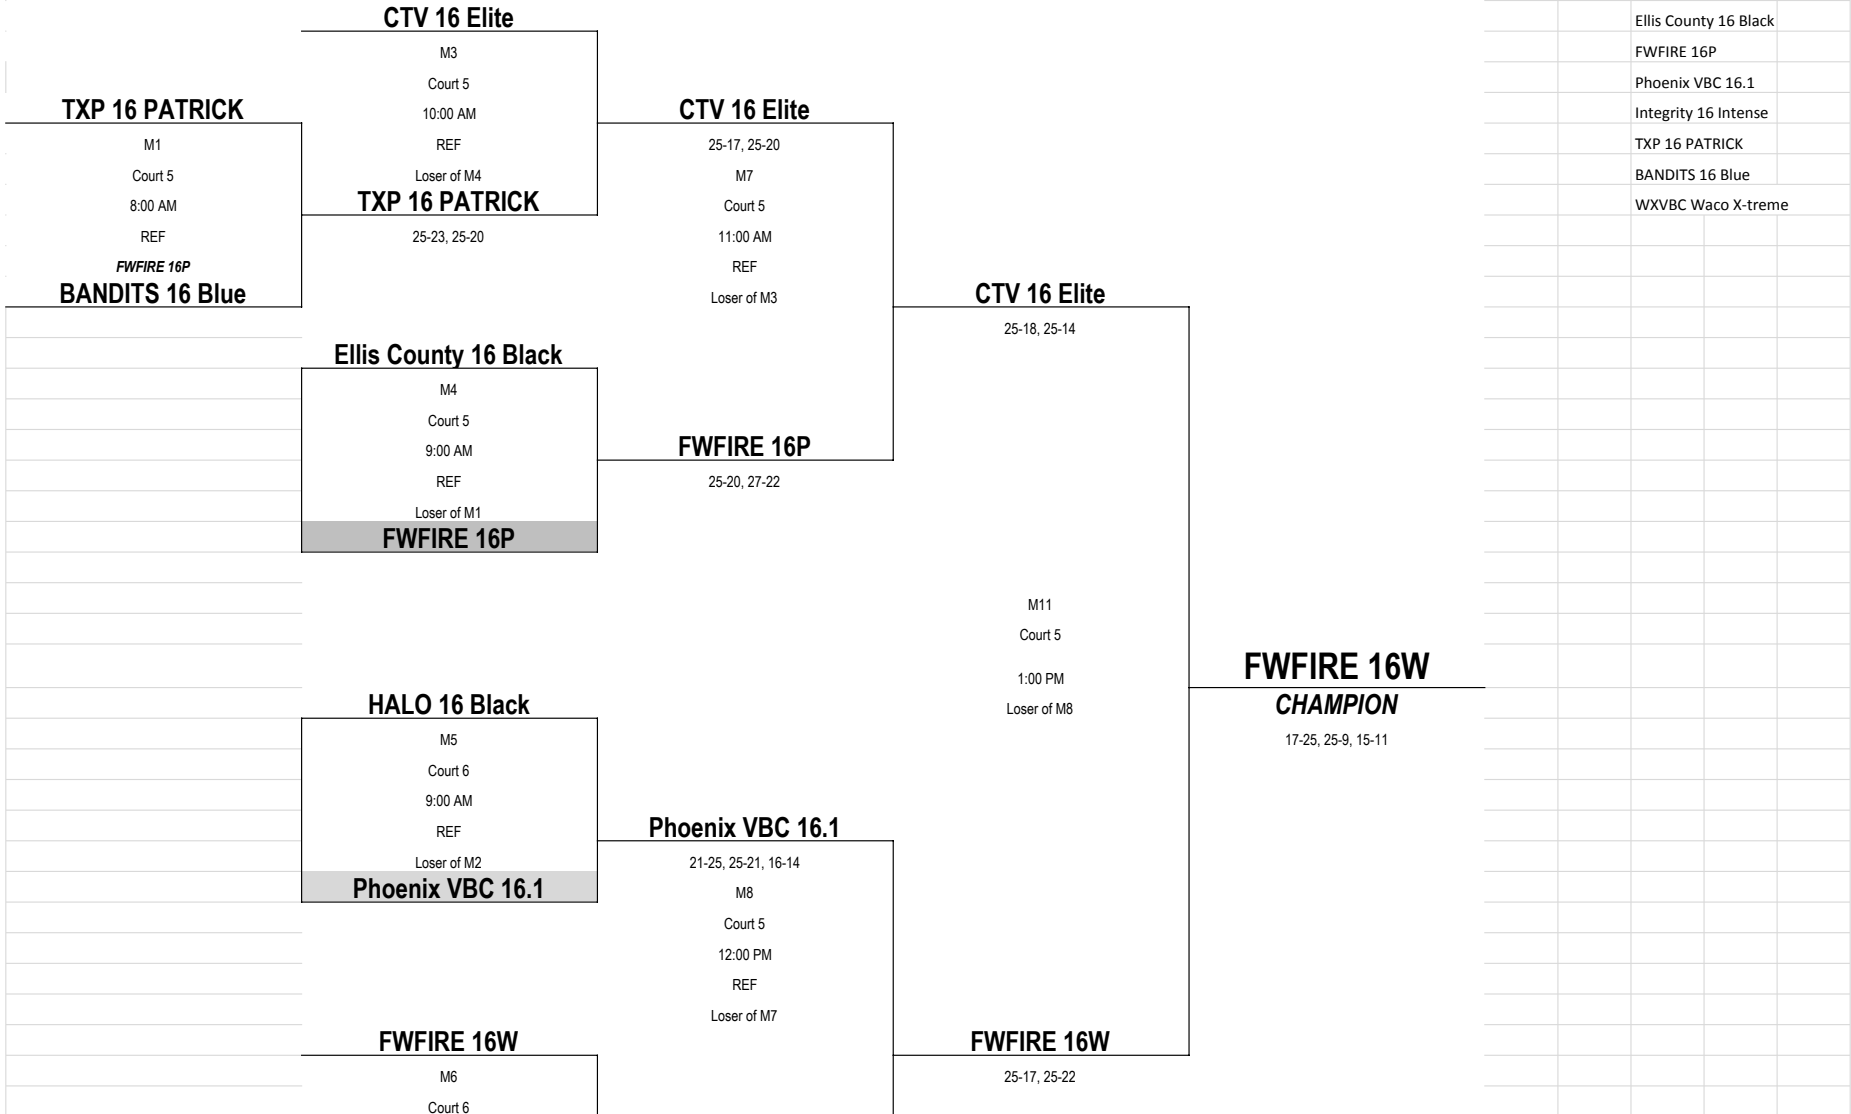 CTV 16 Elite
M3
Court 5
10:00 AM
REF
Loser of M4
TXP 16 PATRICK
25-23, 25-20
TXP 16 PATRICK
M1
Court 5
8:00 AM
REF
FWFIRE 16P
BANDITS 16 Blue
CTV 16 Elite
25-17, 25-20
M7
Court 5
11:00 AM
REF
Loser of M3
CTV 16 Elite
25-18, 25-14
Ellis County 16 Black
M4
Court 5
9:00 AM
REF
Loser of M1
FWFIRE 16P
FWFIRE 16P
25-20, 27-22
M11
Court 5
1:00 PM
Loser of M8
FWFIRE 16W
CHAMPION
17-25, 25-9, 15-11
HALO 16 Black
M5
Court 6
9:00 AM
REF
Loser of M2
Phoenix VBC 16.1
Phoenix VBC 16.1
21-25, 25-21, 16-14
M8
Court 5
12:00 PM
REF
Loser of M7
FWFIRE 16W
M6
Court 6
FWFIRE 16W
25-17, 25-22
Ellis County 16 Black
FWFIRE 16P
Phoenix VBC 16.1
Integrity 16 Intense
TXP 16 PATRICK
BANDITS 16 Blue
WXVBC Waco X-treme